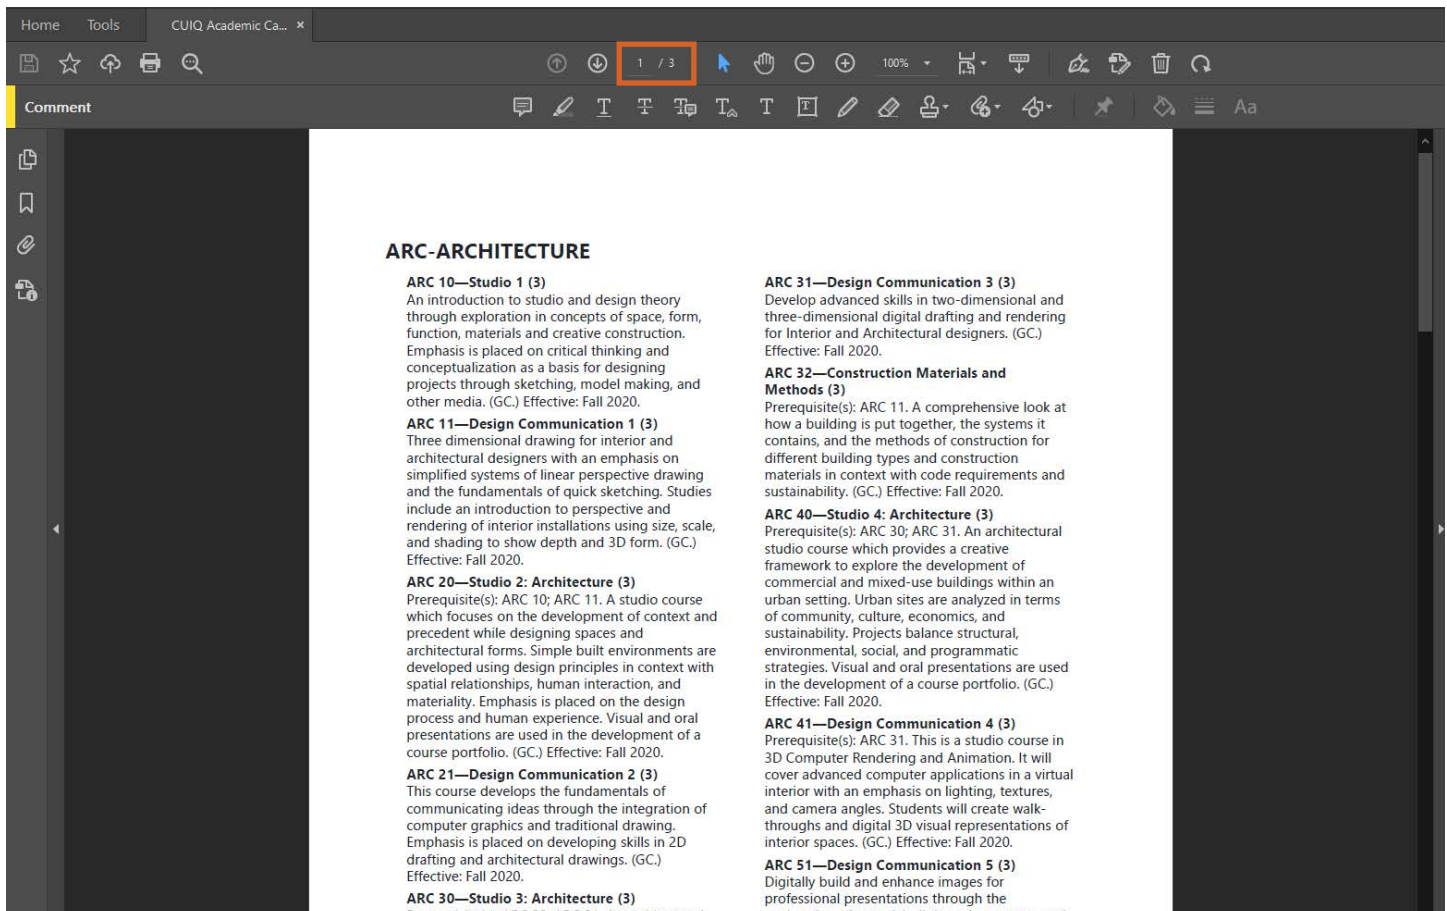 Home Tools CUIQ Academic Ca... ×
1 / 3 100%
Comment Aa
ARC-ARCHITECTURE
ARC 10—Studio 1 (3)
An introduction to studio and design theory
through exploration in concepts of space, form,
function, materials and creative construction.
Emphasis is placed on critical thinking and
conceptualization as a basis for designing
projects through sketching, model making, and
other media. (GC.) Effective: Fall 2020.
ARC 11—Design Communication 1 (3)
Three dimensional drawing for interior and
architectural designers with an emphasis on
simplified systems of linear perspective drawing
and the fundamentals of quick sketching. Studies
include an introduction to perspective and
rendering of interior installations using size, scale,
and shading to show depth and 3D form. (GC.)
Effective: Fall 2020.
ARC 20—Studio 2: Architecture (3)
Prerequisite(s): ARC 10; ARC 11. A studio course
which focuses on the development of context and
precedent while designing spaces and
architectural forms. Simple built environments are
developed using design principles in context with
spatial relationships, human interaction, and
materiality. Emphasis is placed on the design
process and human experience. Visual and oral
presentations are used in the development of a
course portfolio. (GC.) Effective: Fall 2020.
ARC 21—Design Communication 2 (3)
This course develops the fundamentals of
communicating ideas through the integration of
computer graphics and traditional drawing.
Emphasis is placed on developing skills in 2D
drafting and architectural drawings. (GC.)
Effective: Fall 2020.
ARC 30—Studio 3: Architecture (3)
ARC 31—Design Communication 3 (3)
Develop advanced skills in two-dimensional and
three-dimensional digital drafting and rendering
for Interior and Architectural designers. (GC.)
Effective: Fall 2020.
ARC 32—Construction Materials and
Methods (3)
Prerequisite(s): ARC 11. A comprehensive look at
how a building is put together, the systems it
contains, and the methods of construction for
different building types and construction
materials in context with code requirements and
sustainability. (GC.) Effective: Fall 2020.
ARC 40—Studio 4: Architecture (3)
Prerequisite(s): ARC 30; ARC 31. An architectural
studio course which provides a creative
framework to explore the development of
commercial and mixed-use buildings within an
urban setting. Urban sites are analyzed in terms
of community, culture, economics, and
sustainability. Projects balance structural,
environmental, social, and programmatic
strategies. Visual and oral presentations are used
in the development of a course portfolio. (GC.)
Effective: Fall 2020.
ARC 41—Design Communication 4 (3)
Prerequisite(s): ARC 31. This is a studio course in
3D Computer Rendering and Animation. It will
cover advanced computer applications in a virtual
interior with an emphasis on lighting, textures,
and camera angles. Students will create walk-
throughs and digital 3D visual representations of
interior spaces. (GC.) Effective: Fall 2020.
ARC 51—Design Communication 5 (3)
Digitally build and enhance images for
professional presentations through the